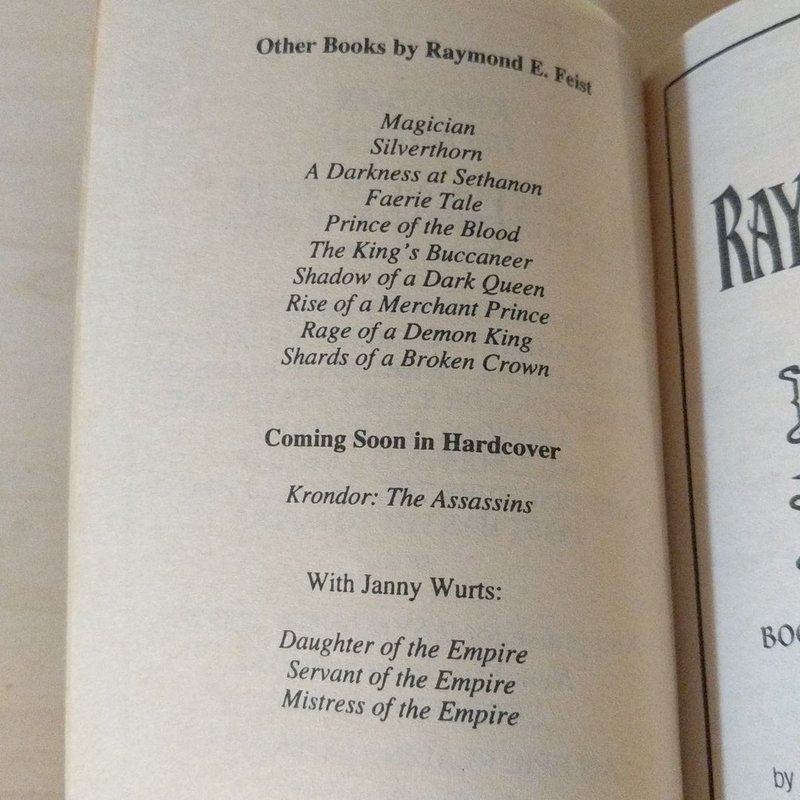 Other Books by Raymond E. Feist
Magician
Silverthorn
A Darkness at Sethanon
Faerie Tale
Prince of the Blood
The King's Buccaneer
Shadow of a Dark Queen
Rise of a Merchant Prince
Rage of a Demon King
Shards of a Broken Crown
Coming Soon in Hardcover
Krondor: The Assassins
With Janny Wurts:
Daughter of the Empire
Servant of the Empire
Mistress of the Empire
RAY
BOO
by